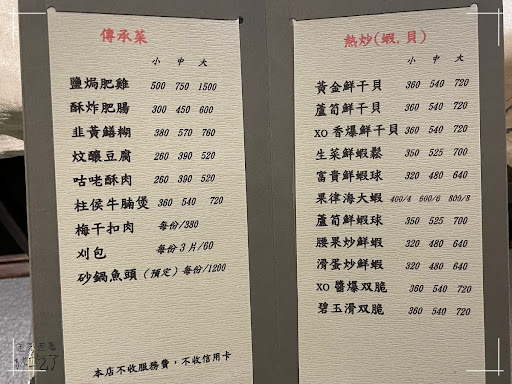 傳承菜
小 中 大
鹽焗肥雞 500 750 1500
酥炸肥腸 300 450 600
韭黃鱔糊 380 570 760
炆釀豆腐 260 390 520
咕咾酥肉 260 390 520
柱侯牛腩煲 360 540 720
梅干扣肉 每份/380
刈包 每份3片/60
砂鍋魚頭(預定)每份/1200
本店不收服務費,不收信用卡
熱炒(蝦,貝)
小 中 大
黃金鮮干貝 360 540 720
蘆筍鮮干貝 360 540 720
XO香爆鮮干貝 360 540 720
生菜鮮蝦鬆 350 525 700
富貴鮮蝦球 320 480 640
果律海大蝦 400/4 600/6 800/8
蘆筍鮮蝦球 350 525 700
腰果炒鮮蝦 320 480 640
滑蛋炒鮮蝦 320 480 640
XO醬爆双脆 360 540 720
碧玉滑双脆 360 540 720